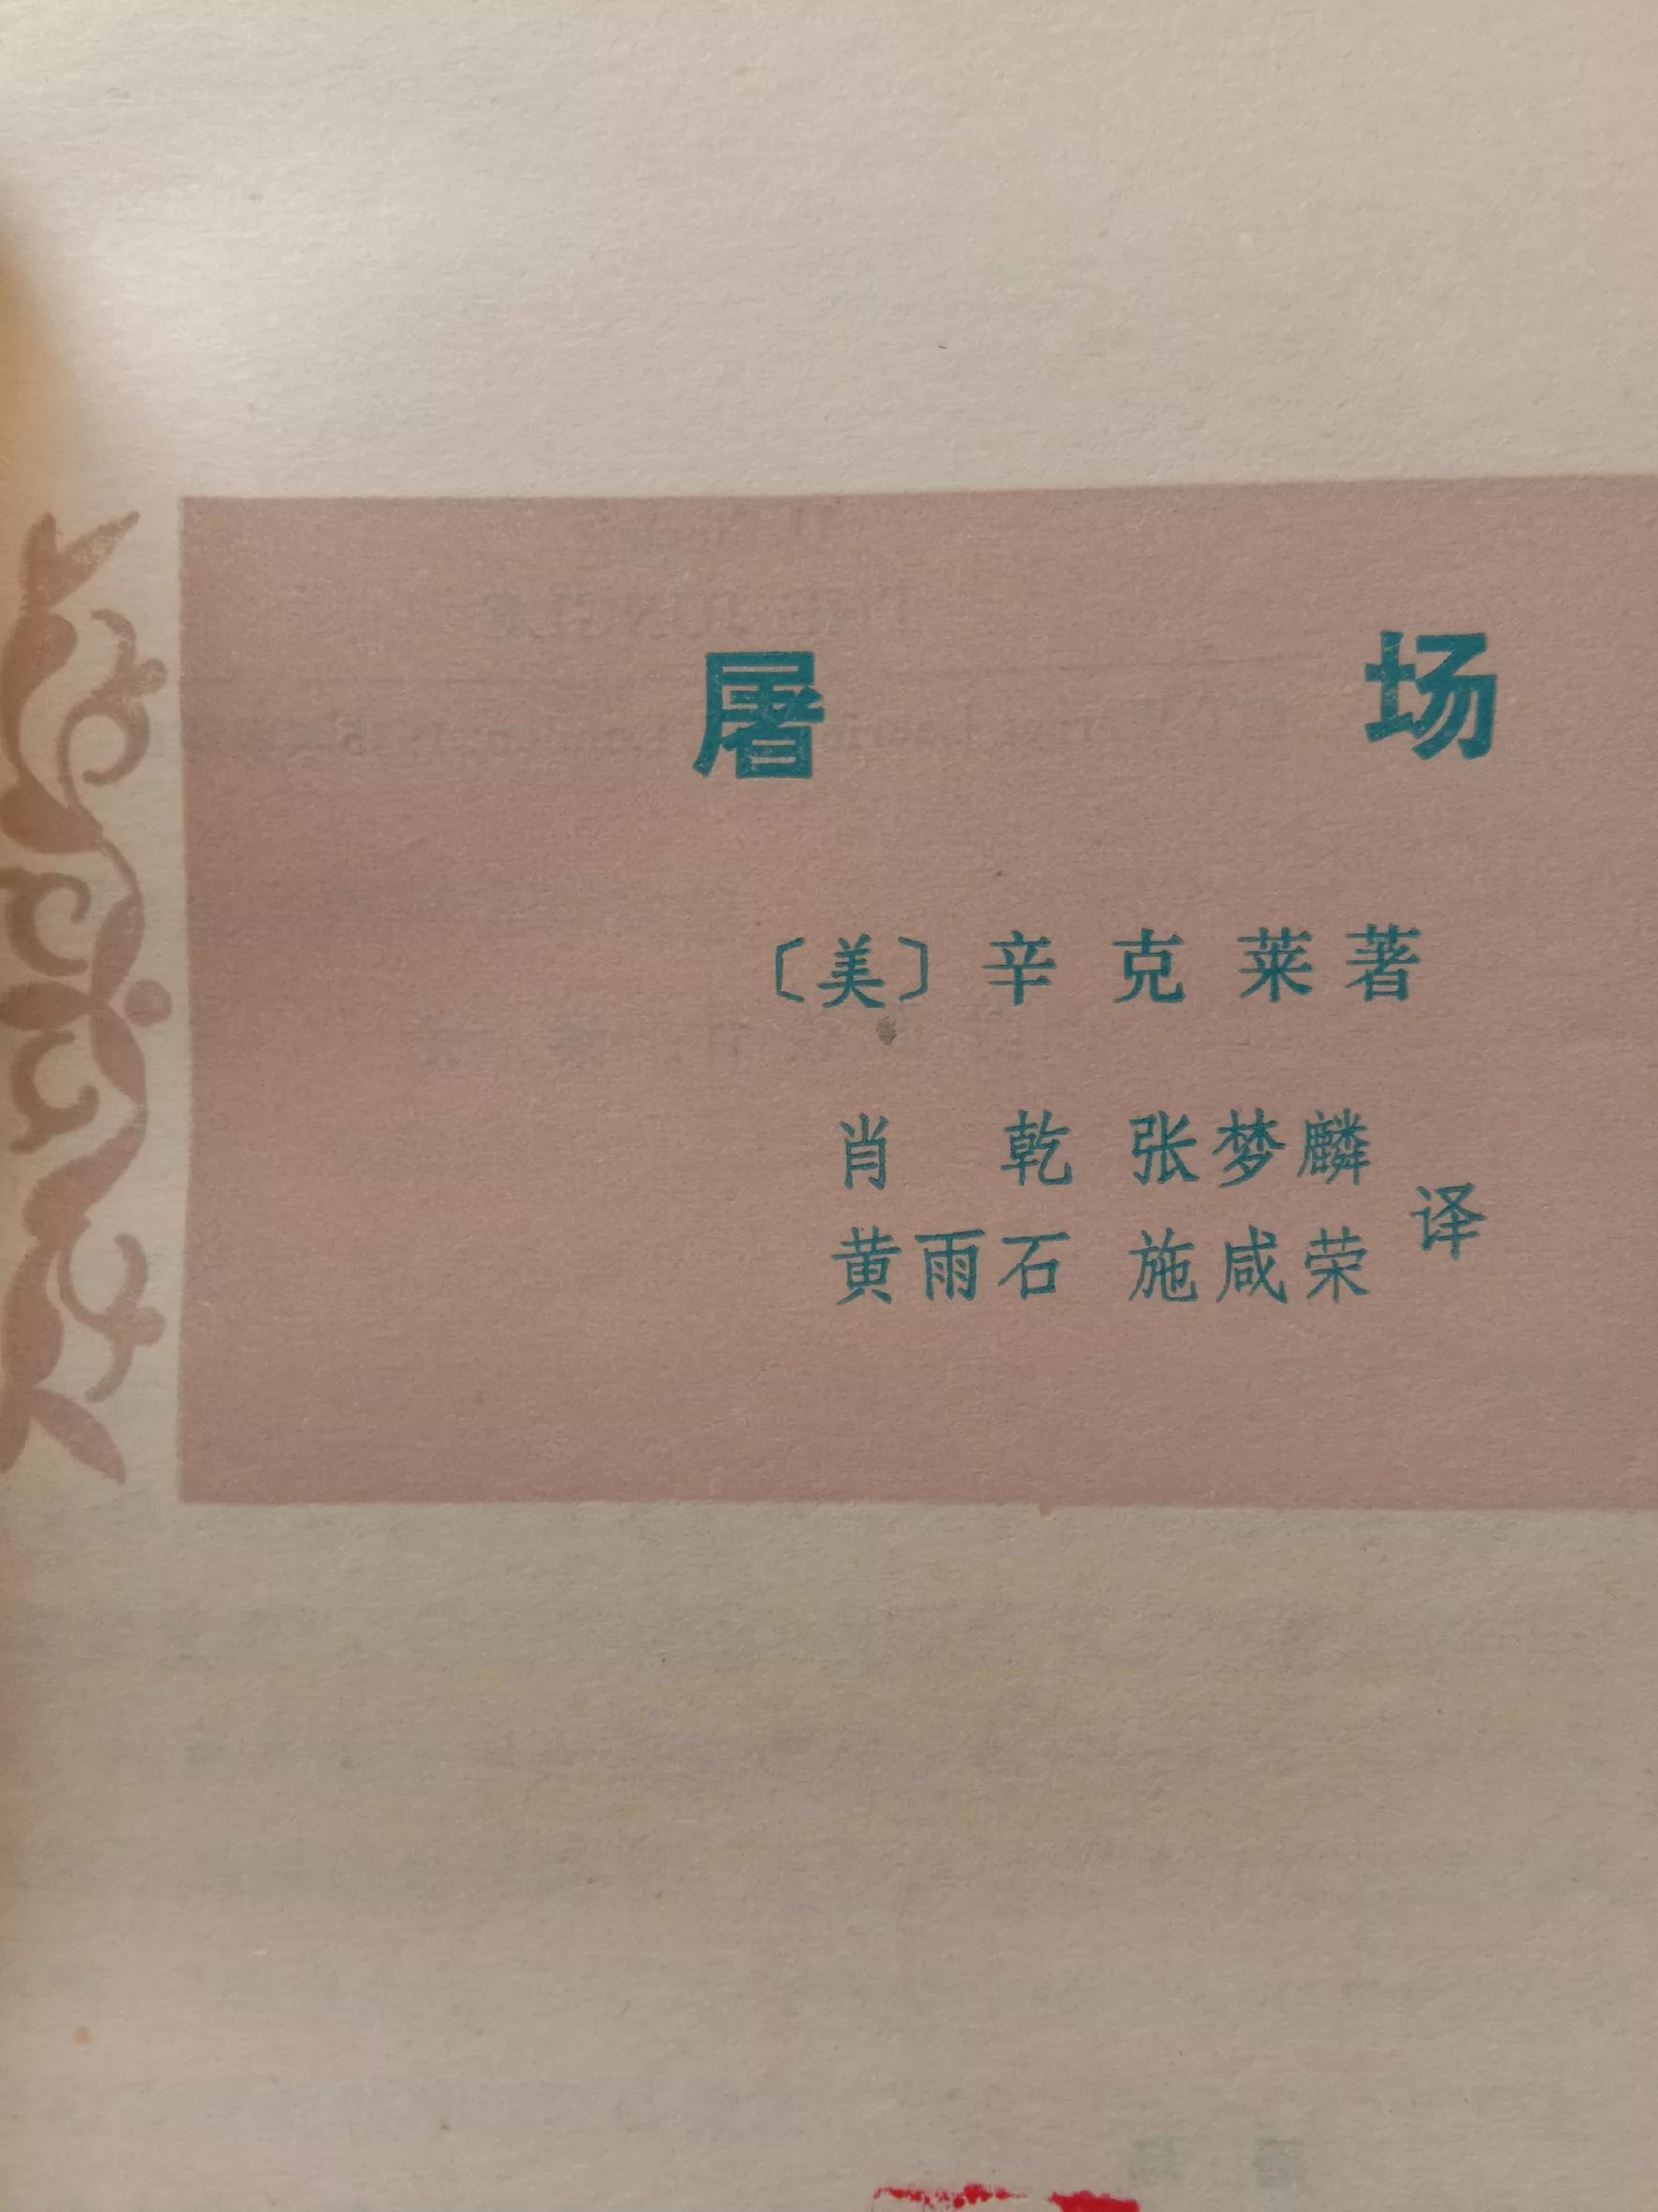 屠 场
〔美〕辛克莱著
肖 乾 张梦麟
黄雨石 施咸荣 译